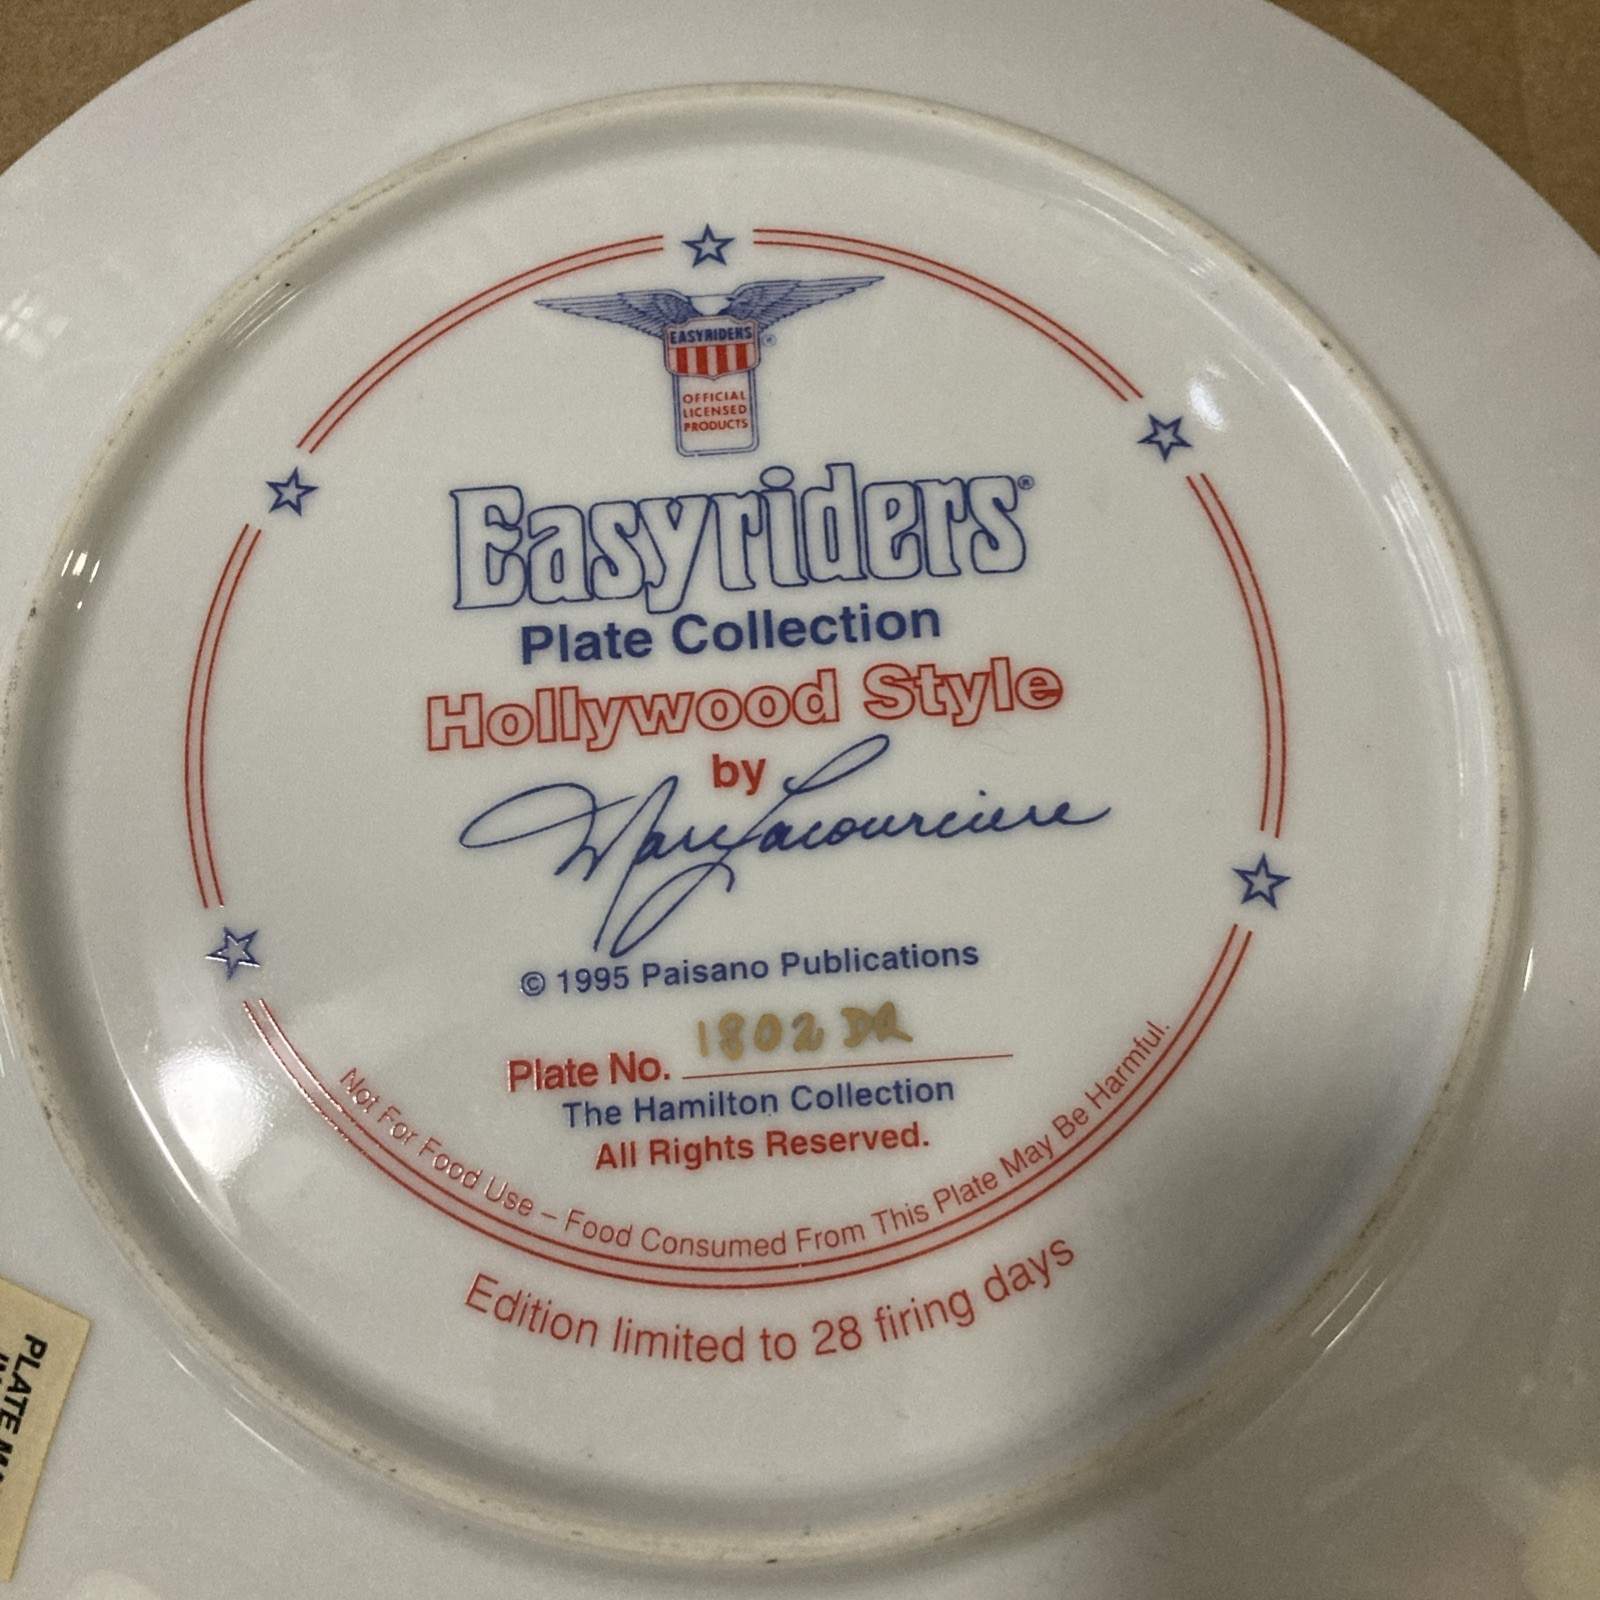 EASYRIDERS ®
OFFICIAL
LICENSED
PRODUCTS
Easyriders®
Plate Collection
Hollywood Style
by
Marc Lacourciere
© 1995 Paisano Publications
Plate No. 1802 DR
The Hamilton Collection
All Rights Reserved.
Not For Food Use – Food Consumed From This Plate May Be Harmful.
Edition limited to 28 firing days
PLATE